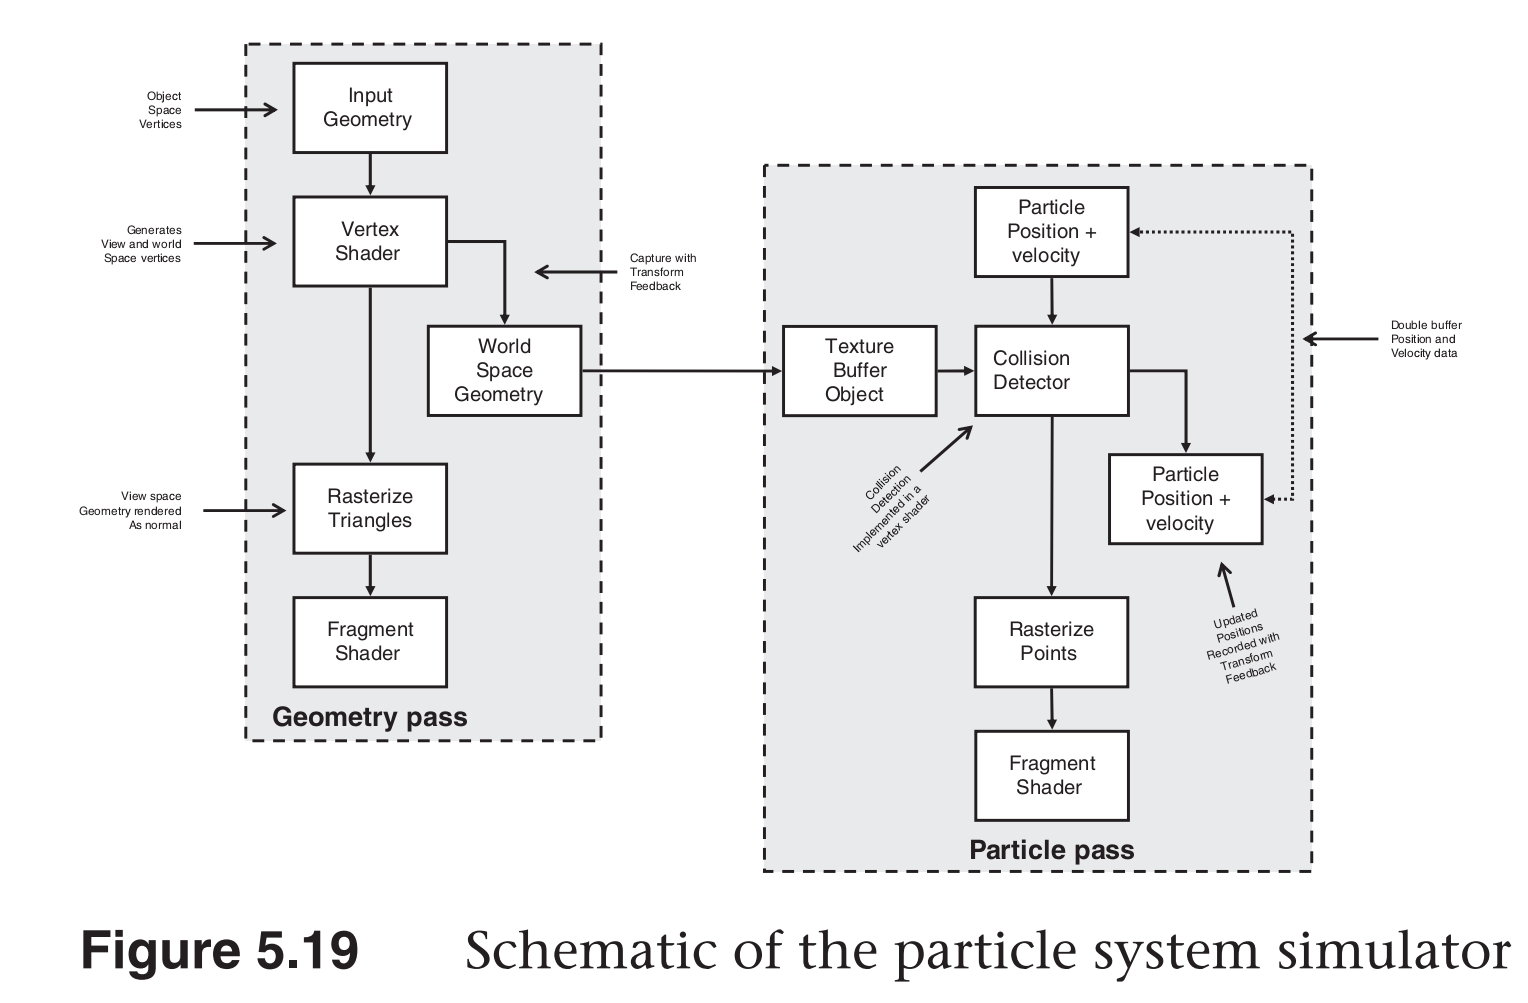 Object
Space
Vertices
Input
Geometry
Generates
View and world
Space vertices
Vertex
Shader
Capture with
Transform
Feedback
World
Space
Geometry
View space
Geometry rendered
As normal
Rasterize
Triangles
Fragment
Shader
Geometry pass
Particle
Position +
velocity
Texture
Buffer
Object
Collision
Detector
Double buffer
Position and
Velocity data
Collision
Detection
Implemented in a
vertex shader
Particle
Position +
velocity
Updated
Positions
Recorded with
Transform
Feedback
Rasterize
Points
Fragment
Shader
Particle pass
Figure 5.19 Schematic of the particle system simulator